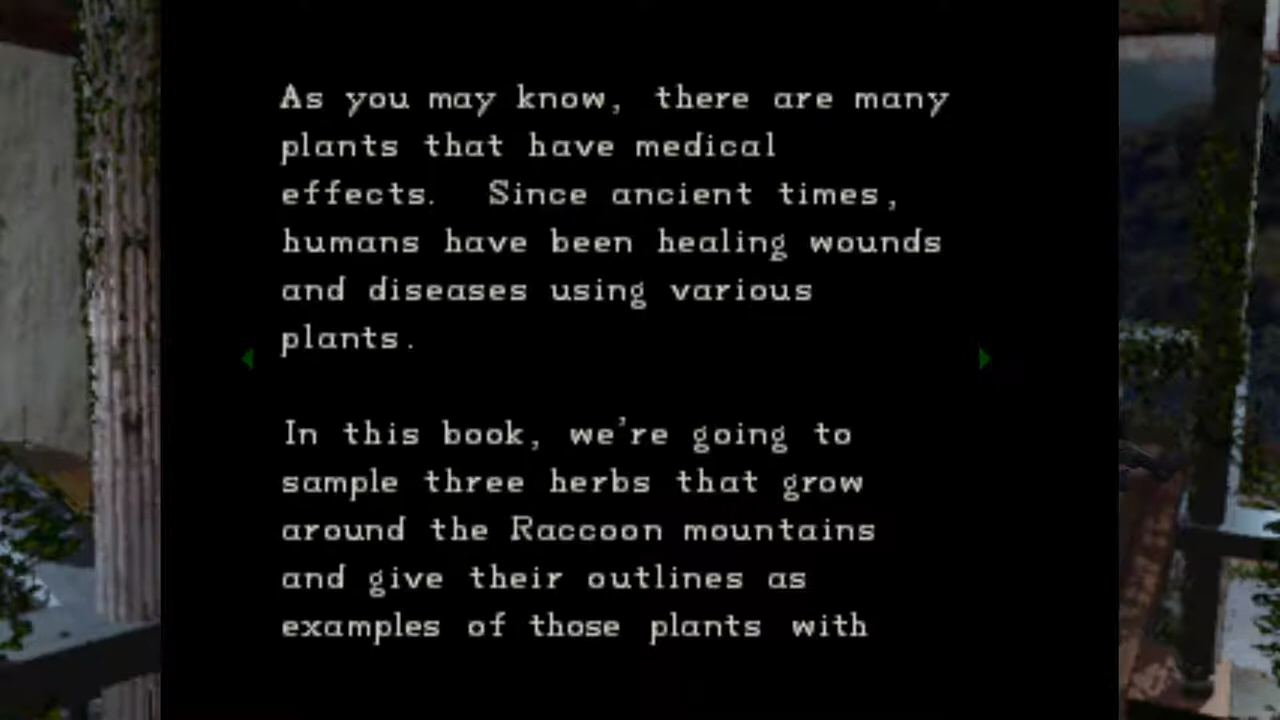 As you may know, there are many
plants that have medical
effects. Since ancient times,
humans have been healing wounds
and diseases using various
plants.
In this book, we're going to
sample three herbs that grow
around the Raccoon mountains
and give their outlines as
examples of those plants with